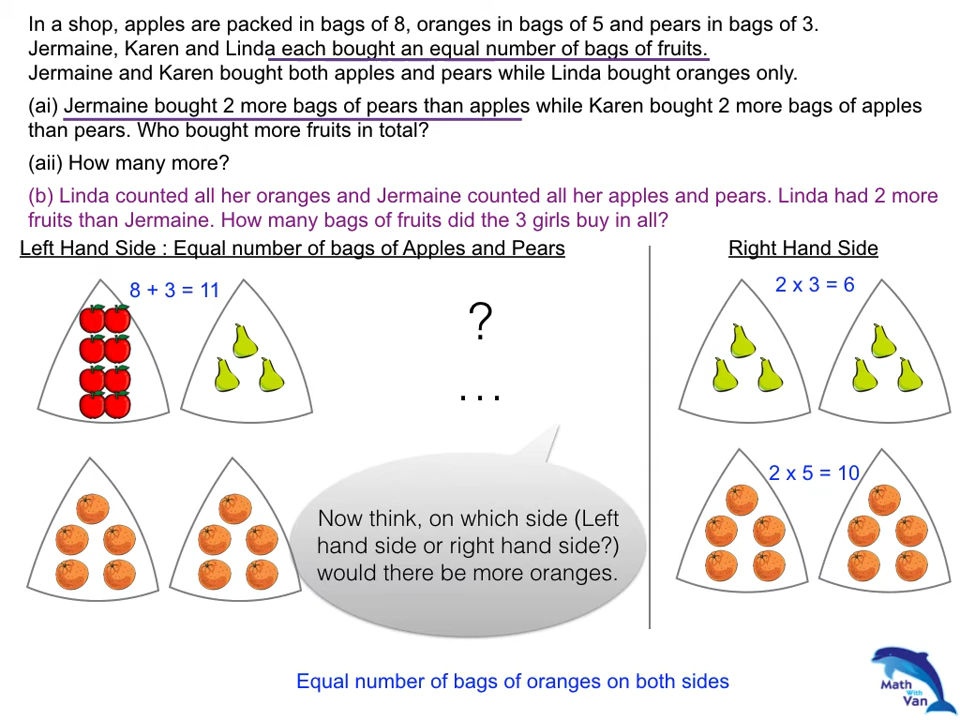 In a shop, apples are packed in bags of 8, oranges in bags of 5 and pears in bags of 3.
Jermaine, Karen and Linda each bought an equal number of bags of fruits.
Jermaine and Karen bought both apples and pears while Linda bought oranges only.
(ai) Jermaine bought 2 more bags of pears than apples while Karen bought 2 more bags of apples
than pears. Who bought more fruits in total?
(aii) How many more?
(b) Linda counted all her oranges and Jermaine counted all her apples and pears. Linda had 2 more
fruits than Jermaine. How many bags of fruits did the 3 girls buy in all?
Left Hand Side : Equal number of bags of Apples and Pears
Right Hand Side
8 + 3 = 11
2 x 3 = 6
?
...
2 x 5 = 10
Now think, on which side (Left
hand side or right hand side?)
would there be more oranges.
Equal number of bags of oranges on both sides
Math
With
Van